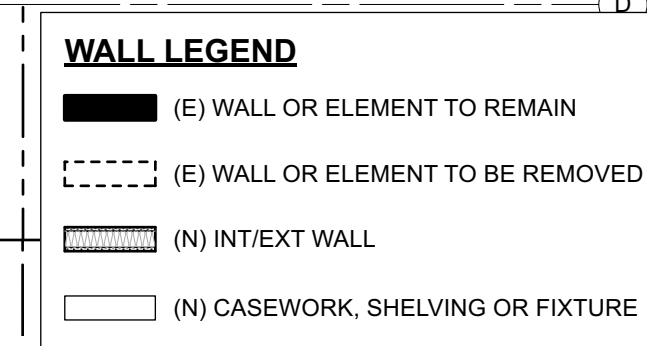 D
WALL LEGEND
(E) WALL OR ELEMENT TO REMAIN
(E) WALL OR ELEMENT TO BE REMOVED
(N) INT/EXT WALL
(N) CASEWORK, SHELVING OR FIXTURE